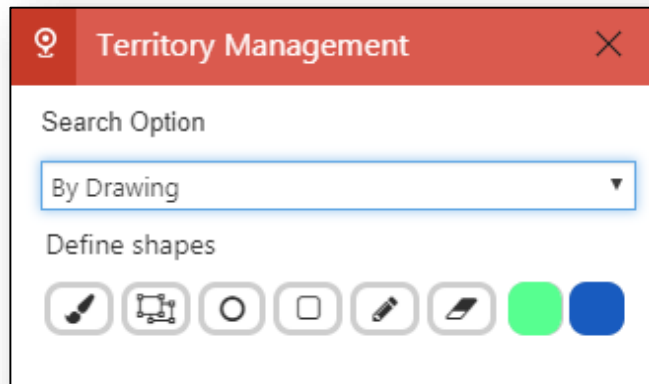 Territory Management
Search Option
By Drawing
Define shapes